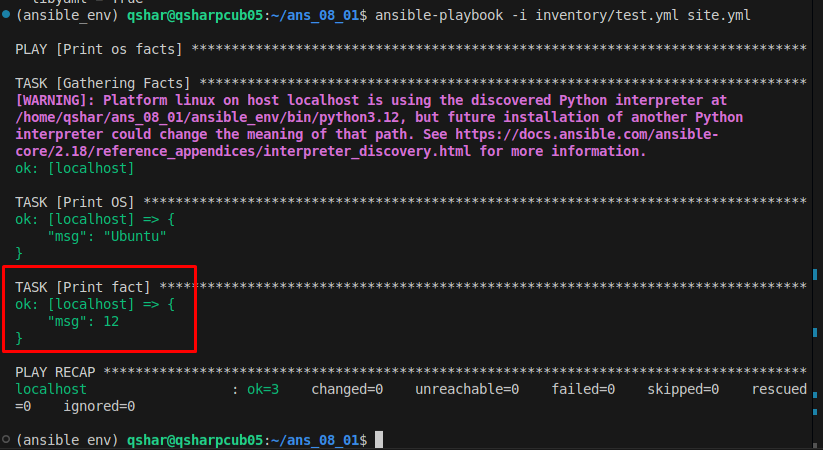 (ansible_env) qshar@qsharpcub05:~/ans_08_01$ ansible-playbook -i inventory/test.yml site.yml
PLAY [Print os facts] *****************************************************************************
TASK [Gathering Facts] ****************************************************************************
[WARNING]: Platform linux on host localhost is using the discovered Python interpreter at
/home/qshar/ans_08_01/ansible_env/bin/python3.12, but future installation of another Python
interpreter could change the meaning of that path. See https://docs.ansible.com/ansible-
core/2.18/reference_appendices/interpreter_discovery.html for more information.
ok: [localhost]
TASK [Print OS] ***********************************************************************************
ok: [localhost] => {
    "msg": "Ubuntu"
}
TASK [Print fact] *********************************************************************************
ok: [localhost] => {
    "msg": 12
}
PLAY RECAP ****************************************************************************************
localhost                  : ok=3    changed=0    unreachable=0    failed=0    skipped=0    rescued
=0    ignored=0
(ansible_env) qshar@qsharpcub05:~/ans_08_01$